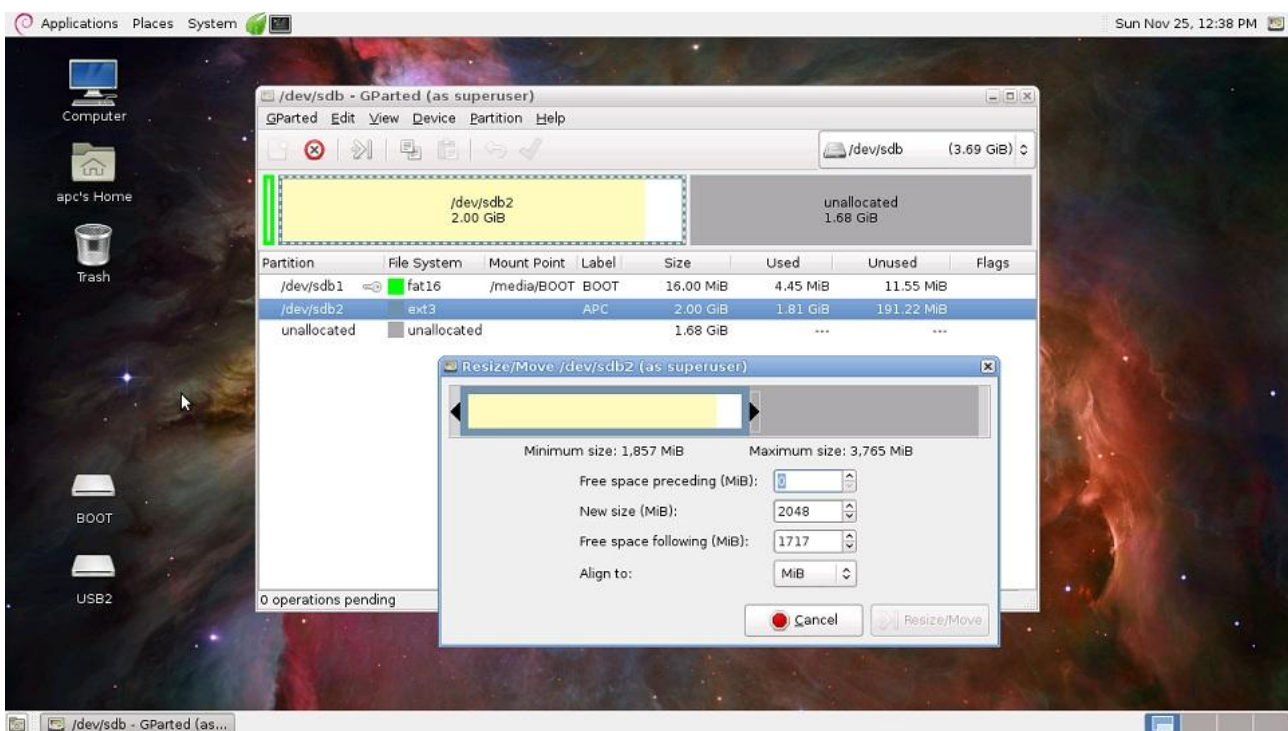 Applications Places System Sun Nov 25, 12:38 PM
Computer
apc's Home
Trash
BOOT
USB2
/dev/sdb - GParted (as superuser)
GParted Edit View Device Partition Help
/dev/sdb (3.69 GiB)
/dev/sdb2
2.00 GiB
unallocated
1.68 GiB
Partition File System Mount Point Label Size Used Unused Flags
/dev/sdb1 fat16 /media/BOOT BOOT 16.00 MiB 4.45 MiB 11.55 MiB
/dev/sdb2 ext3 APC 2.00 GiB 1.81 GiB 191.22 MiB
unallocated unallocated 1.68 GiB --- ---
Resize/Move /dev/sdb2 (as superuser)
Minimum size: 1,857 MiB Maximum size: 3,765 MiB
Free space preceding (MiB): 0
New size (MiB): 2048
Free space following (MiB): 1717
Align to: MiB
Cancel Resize/Move
0 operations pending
/dev/sdb - GParted (as...